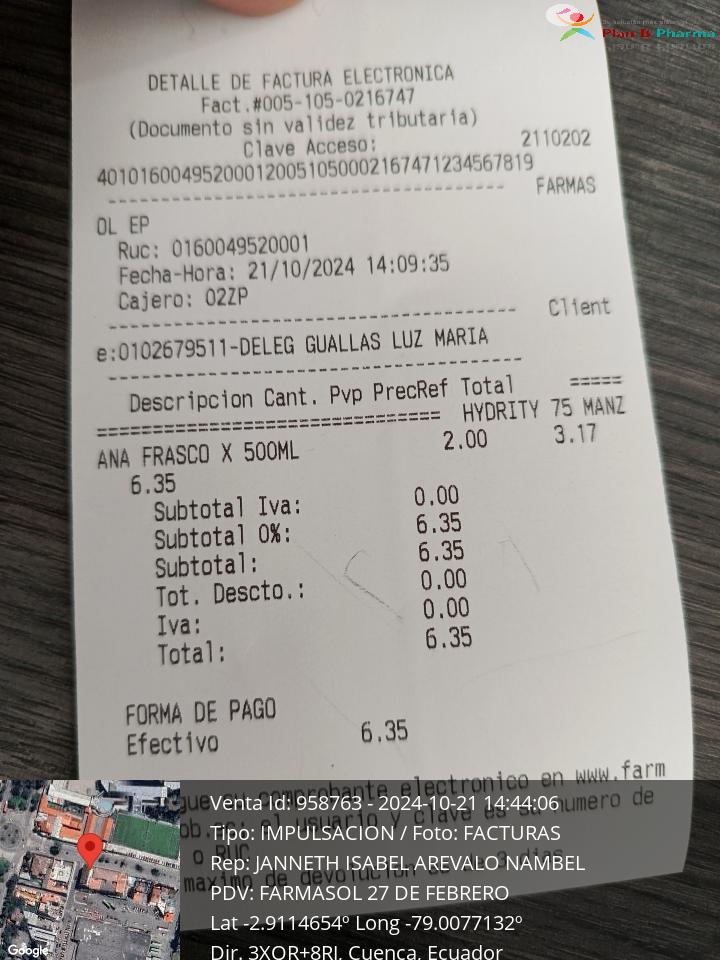 Plan B Pharma
DETALLE DE FACTURA ELECTRONICA
Fact.#005-105-0216747
(Documento sin validez tributaria)
Clave Acceso: 2110202
401016004952000120051050002167471234567819
-------------------------------- FARMAS
OL EP
Ruc: 0160049520001
Fecha-Hora: 21/10/2024 14:09:35
Cajero: 02ZP
-------------------------------- Client
e:0102679511-DELEG GUALLAS LUZ MARIA
--------------------------------
Descripcion Cant. Pvp PrecRef Total =====
================================ HYDRITY 75 MANZ
ANA FRASCO X 500ML 2.00 3.17
6.35
Subtotal Iva: 0.00
Subtotal 0%: 6.35
Subtotal: 6.35
Tot. Descto.: 0.00
Iva: 0.00
Total: 6.35
FORMA DE PAGO
Efectivo 6.35
comprobante electronico en www.farm
el usuario y clave es su numero de
o RUC
maximo de devolucion de 3 dias
Venta Id: 958763 - 2024-10-21 14:44:06
Tipo: IMPULSACION / Foto: FACTURAS
Rep: JANNETH ISABEL AREVALO NAMBEL
PDV: FARMASOL 27 DE FEBRERO
Lat -2.9114654º Long -79.0077132º
Dir. 3XQR+8RJ, Cuenca, Ecuador
Google